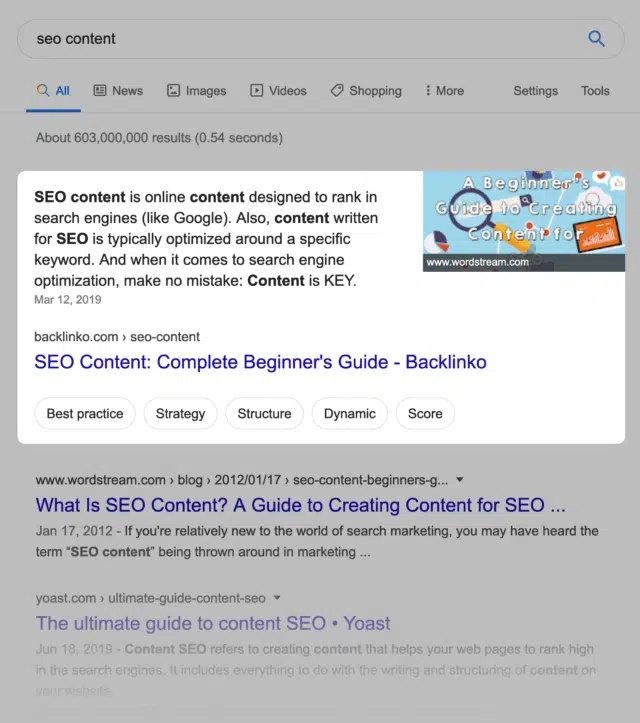 seo content
All News Images Videos Shopping More Settings Tools
About 603,000,000 results (0.54 seconds)
SEO content is online content designed to rank in
search engines (like Google). Also, content written
for SEO is typically optimized around a specific
keyword. And when it comes to search engine
optimization, make no mistake: Content is KEY.
Mar 12, 2019
A Beginner's
Guide to Creating
Content for
www.wordstream.com
backlinko.com › seo-content
SEO Content: Complete Beginner's Guide - Backlinko
Best practice Strategy Structure Dynamic Score
www.wordstream.com › blog › 2012/01/17 › seo-content-beginners-g...
What Is SEO Content? A Guide to Creating Content for SEO ...
Jan 17, 2012 - If you're relatively new to the world of search marketing, you may have heard the
term “SEO content” being thrown around in marketing ...
yoast.com › ultimate-guide-content-seo
The ultimate guide to content SEO • Yoast
Jun 18, 2019 - Content SEO refers to creating content that helps your web pages to rank high
in the search engines. It includes everything to do with the writing and structuring of content on
your website.